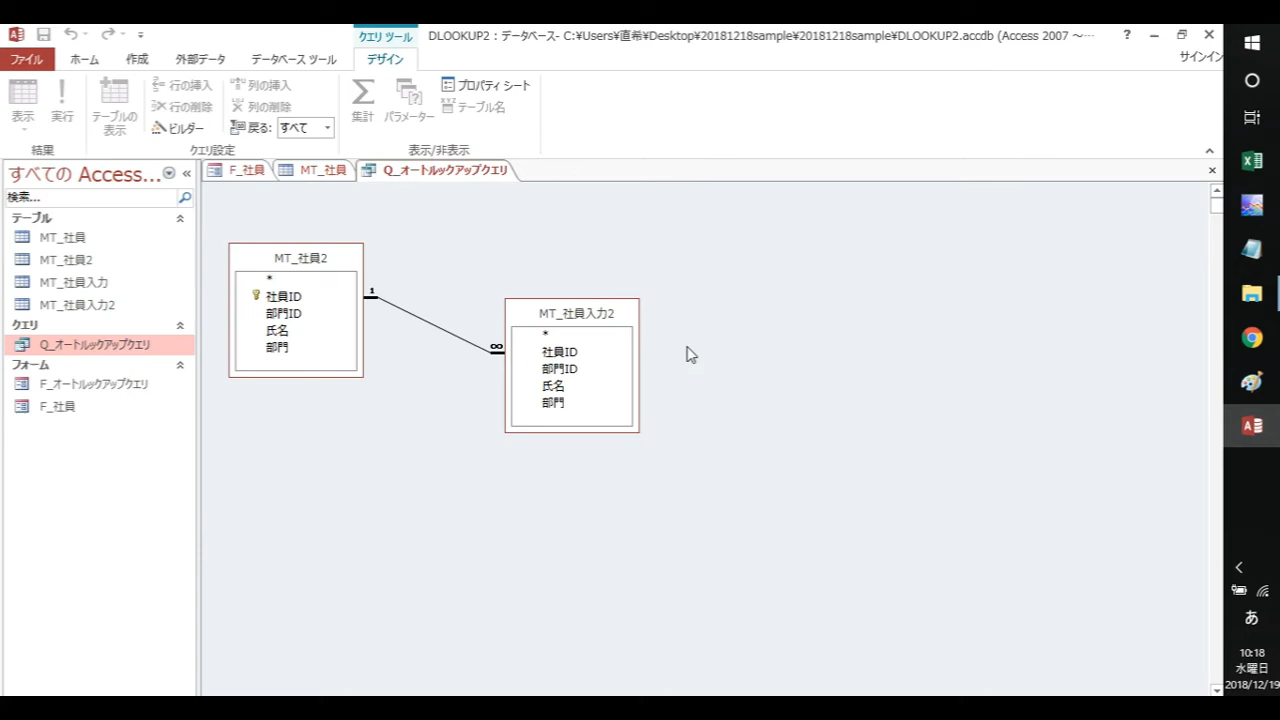 クエリ ツール
DLOOKUP2 : データベース- C:¥Users¥直希¥Desktop¥20181218sample¥20181218sample¥DLOOKUP2.accdb (Access 2007 ～…
?
ファイル ホーム 作成 外部データ データベース ツール デザイン サインイン
表示
実行
テーブルの
表示
行の挿入
行の削除
ビルダー
列の挿入
列の削除
戻る: すべて
集計
パラメーター
プロパティ シート
テーブル名
結果 クエリ設定 表示/非表示
すべての Access... «
F_社員 MT_社員 Q_オートルックアップクエリ
検索...
テーブル
MT_社員
MT_社員2
MT_社員入力
MT_社員入力2
クエリ
Q_オートルックアップクエリ
フォーム
F_オートルックアップクエリ
F_社員
MT_社員2
*
社員ID
部門ID
氏名
部門
1
∞
MT_社員入力2
*
社員ID
部門ID
氏名
部門
あ
10:18
水曜日
2018/12/19